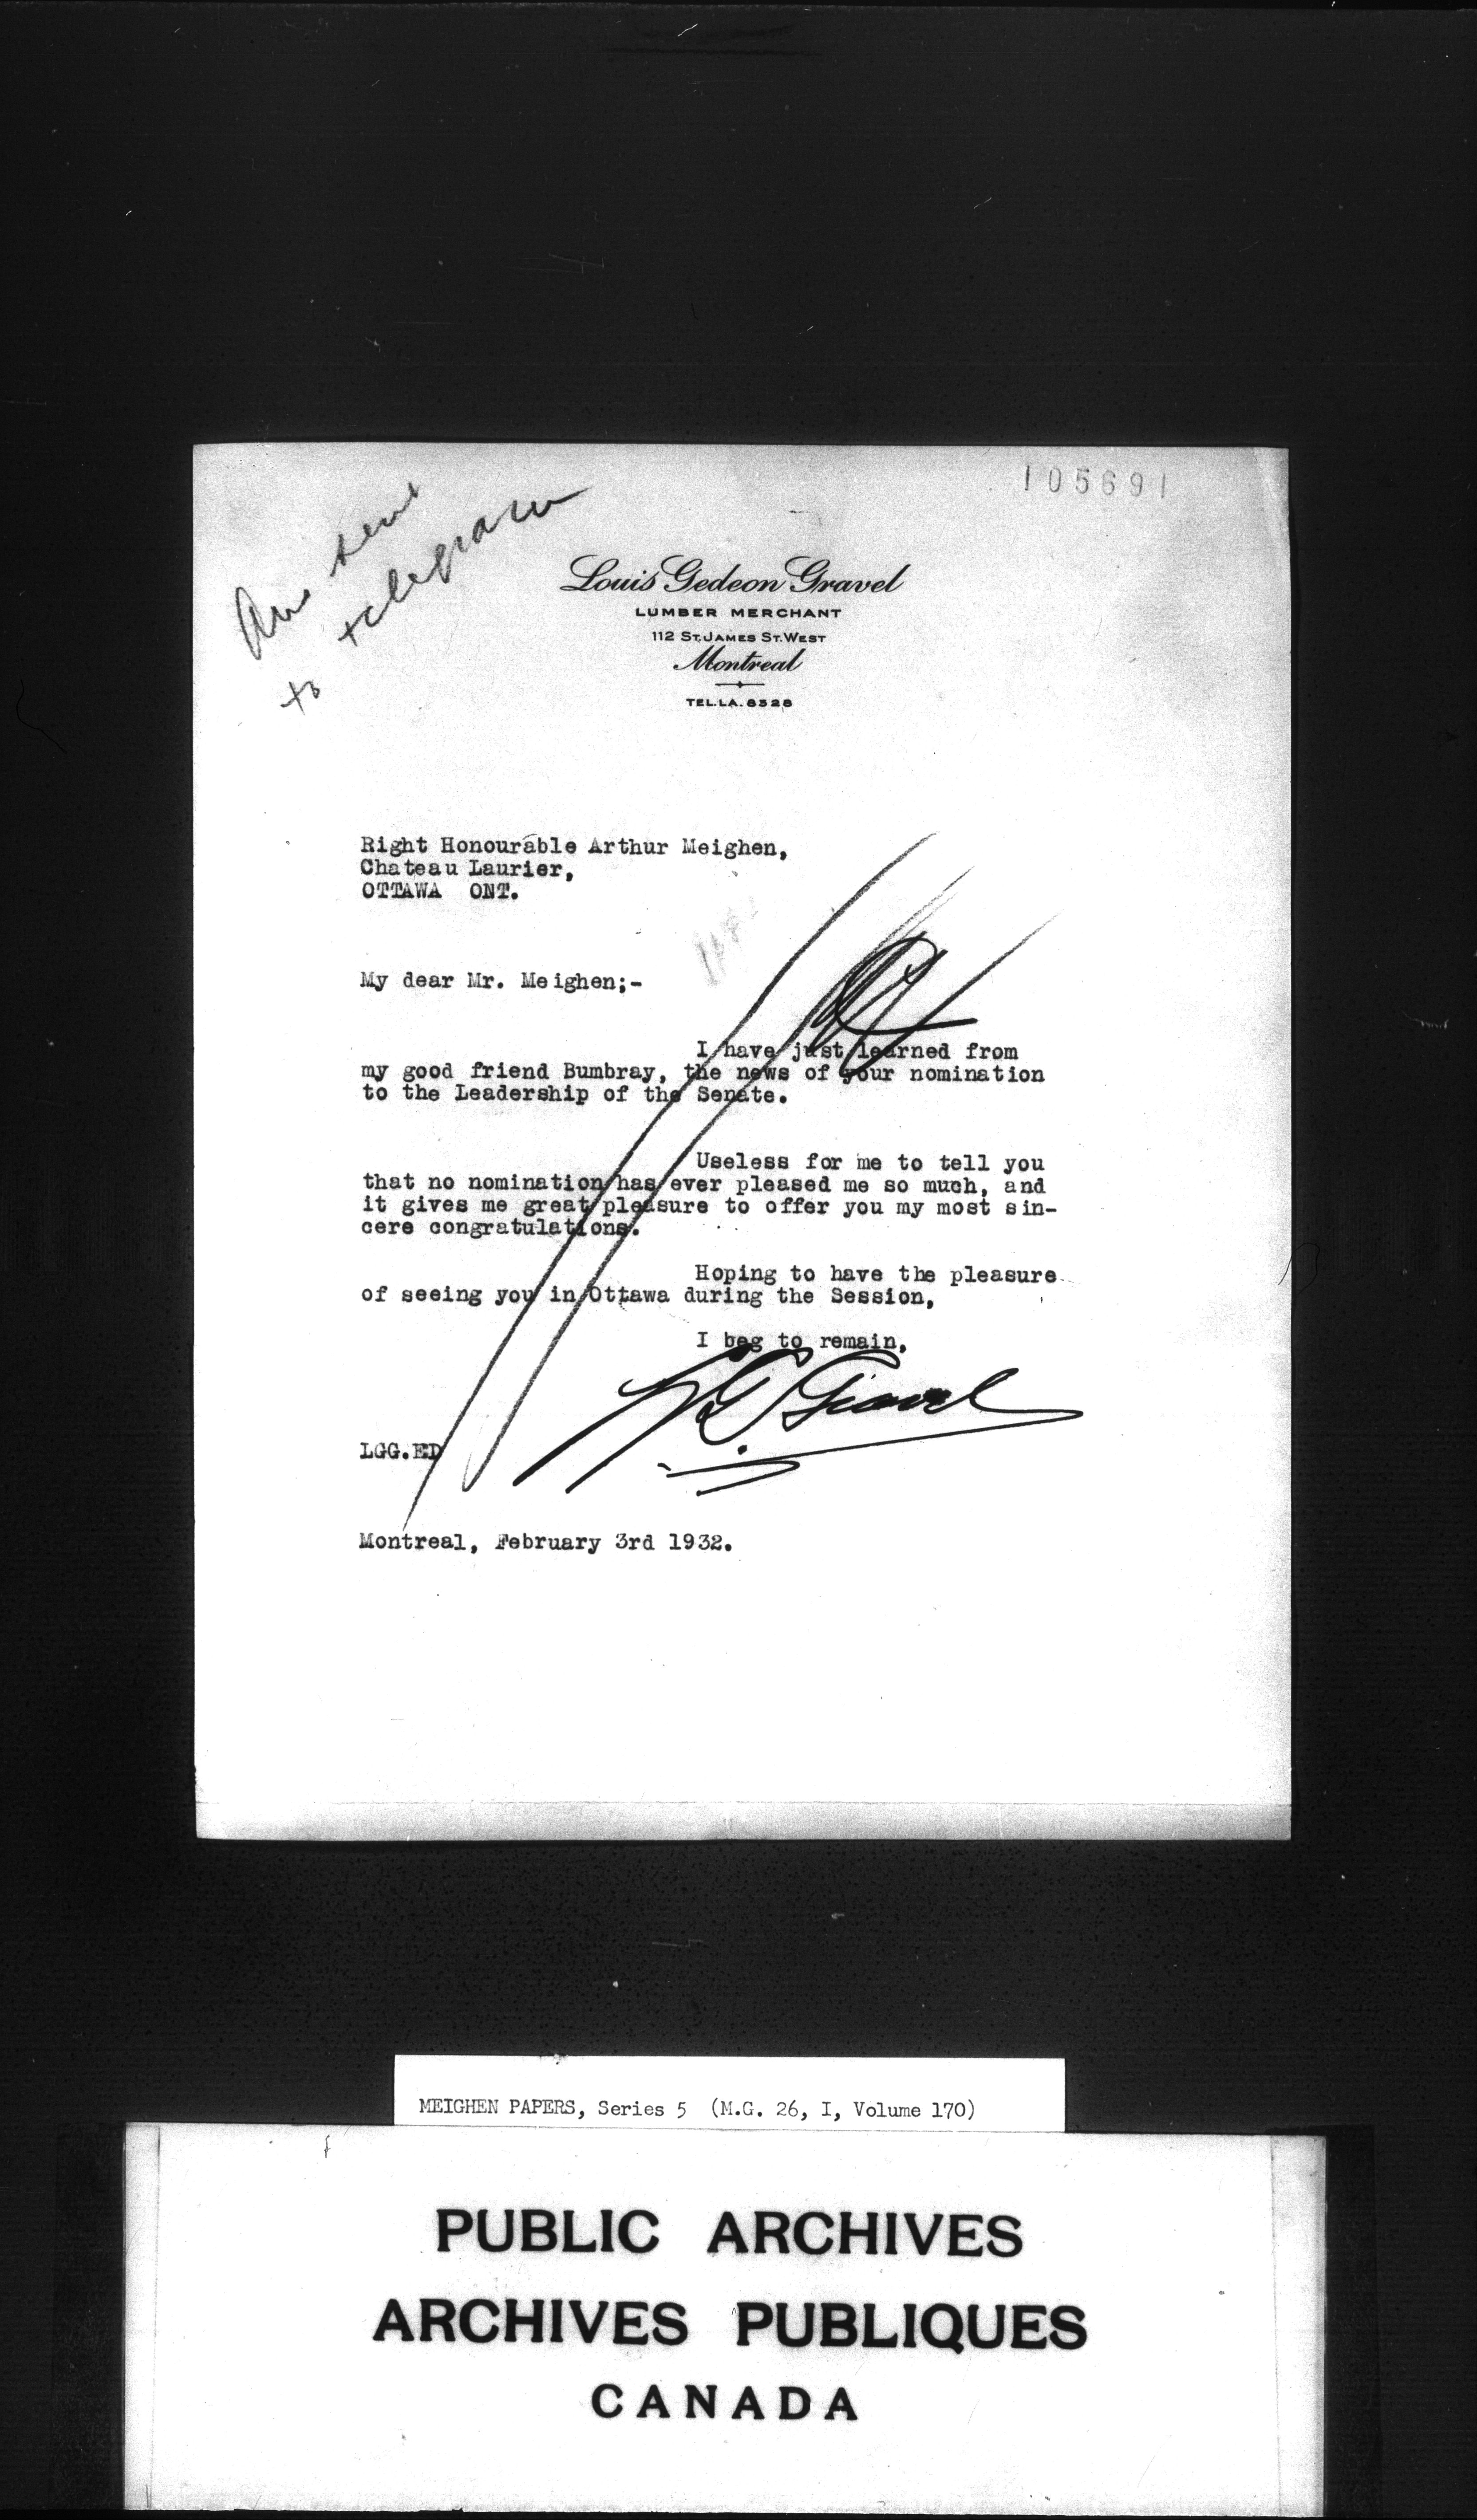 105691
Ans sent
to telegram
Louis Gedeon Gravel
LUMBER MERCHANT
112 ST. JAMES ST. WEST
Montreal
TEL. LA. 8328
Right Honourable Arthur Meighen,
Chateau Laurier,
OTTAWA ONT.
My dear Mr. Meighen;-
I have just learned from
my good friend Bumbray, the news of your nomination
to the Leadership of the Senate.
Useless for me to tell you
that no nomination has ever pleased me so much, and
it gives me great pleasure to offer you my most sin-
cere congratulations.
Hoping to have the pleasure
of seeing you in Ottawa during the Session,
I beg to remain,
L G Gravel
LGG.ED
Montreal, February 3rd 1932.
MEIGHEN PAPERS, Series 5 (M.G. 26, I, Volume 170)
PUBLIC ARCHIVES
ARCHIVES PUBLIQUES
CANADA